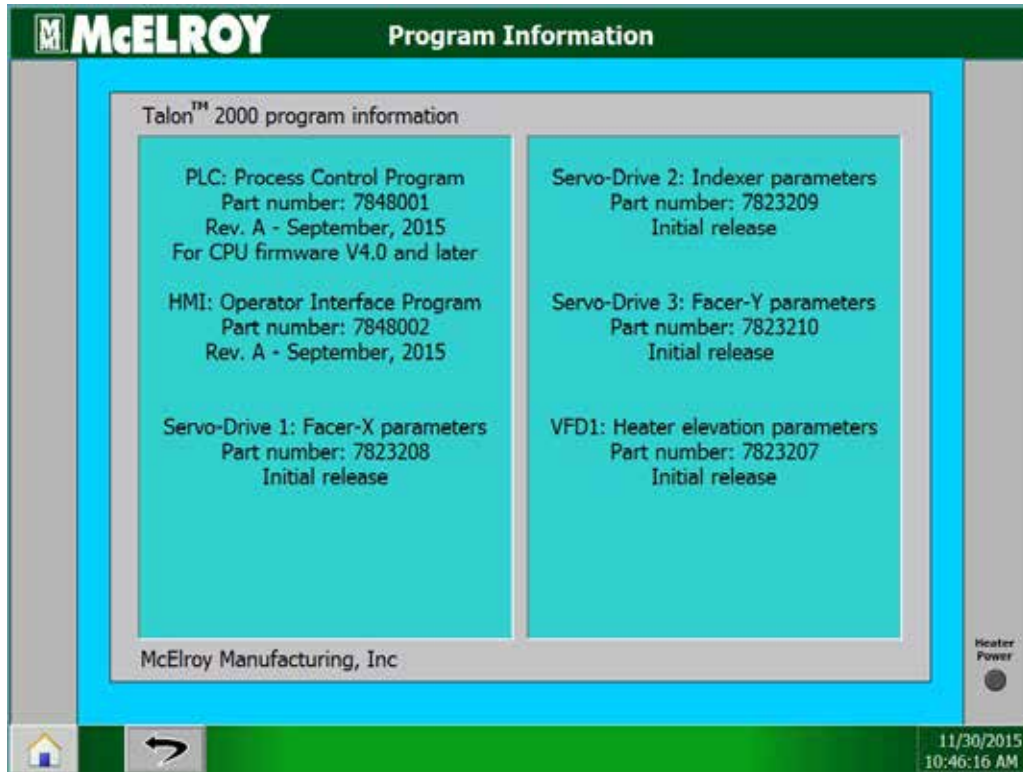 MMI McELROY
Program Information
Talon™ 2000 program information
PLC: Process Control Program
Part number: 7848001
Rev. A - September, 2015
For CPU firmware V4.0 and later
HMI: Operator Interface Program
Part number: 7848002
Rev. A - September, 2015
Servo-Drive 1: Facer-X parameters
Part number: 7823208
Initial release
Servo-Drive 2: Indexer parameters
Part number: 7823209
Initial release
Servo-Drive 3: Facer-Y parameters
Part number: 7823210
Initial release
VFD1: Heater elevation parameters
Part number: 7823207
Initial release
McElroy Manufacturing, Inc
Heater
Power
11/30/2015
10:46:16 AM